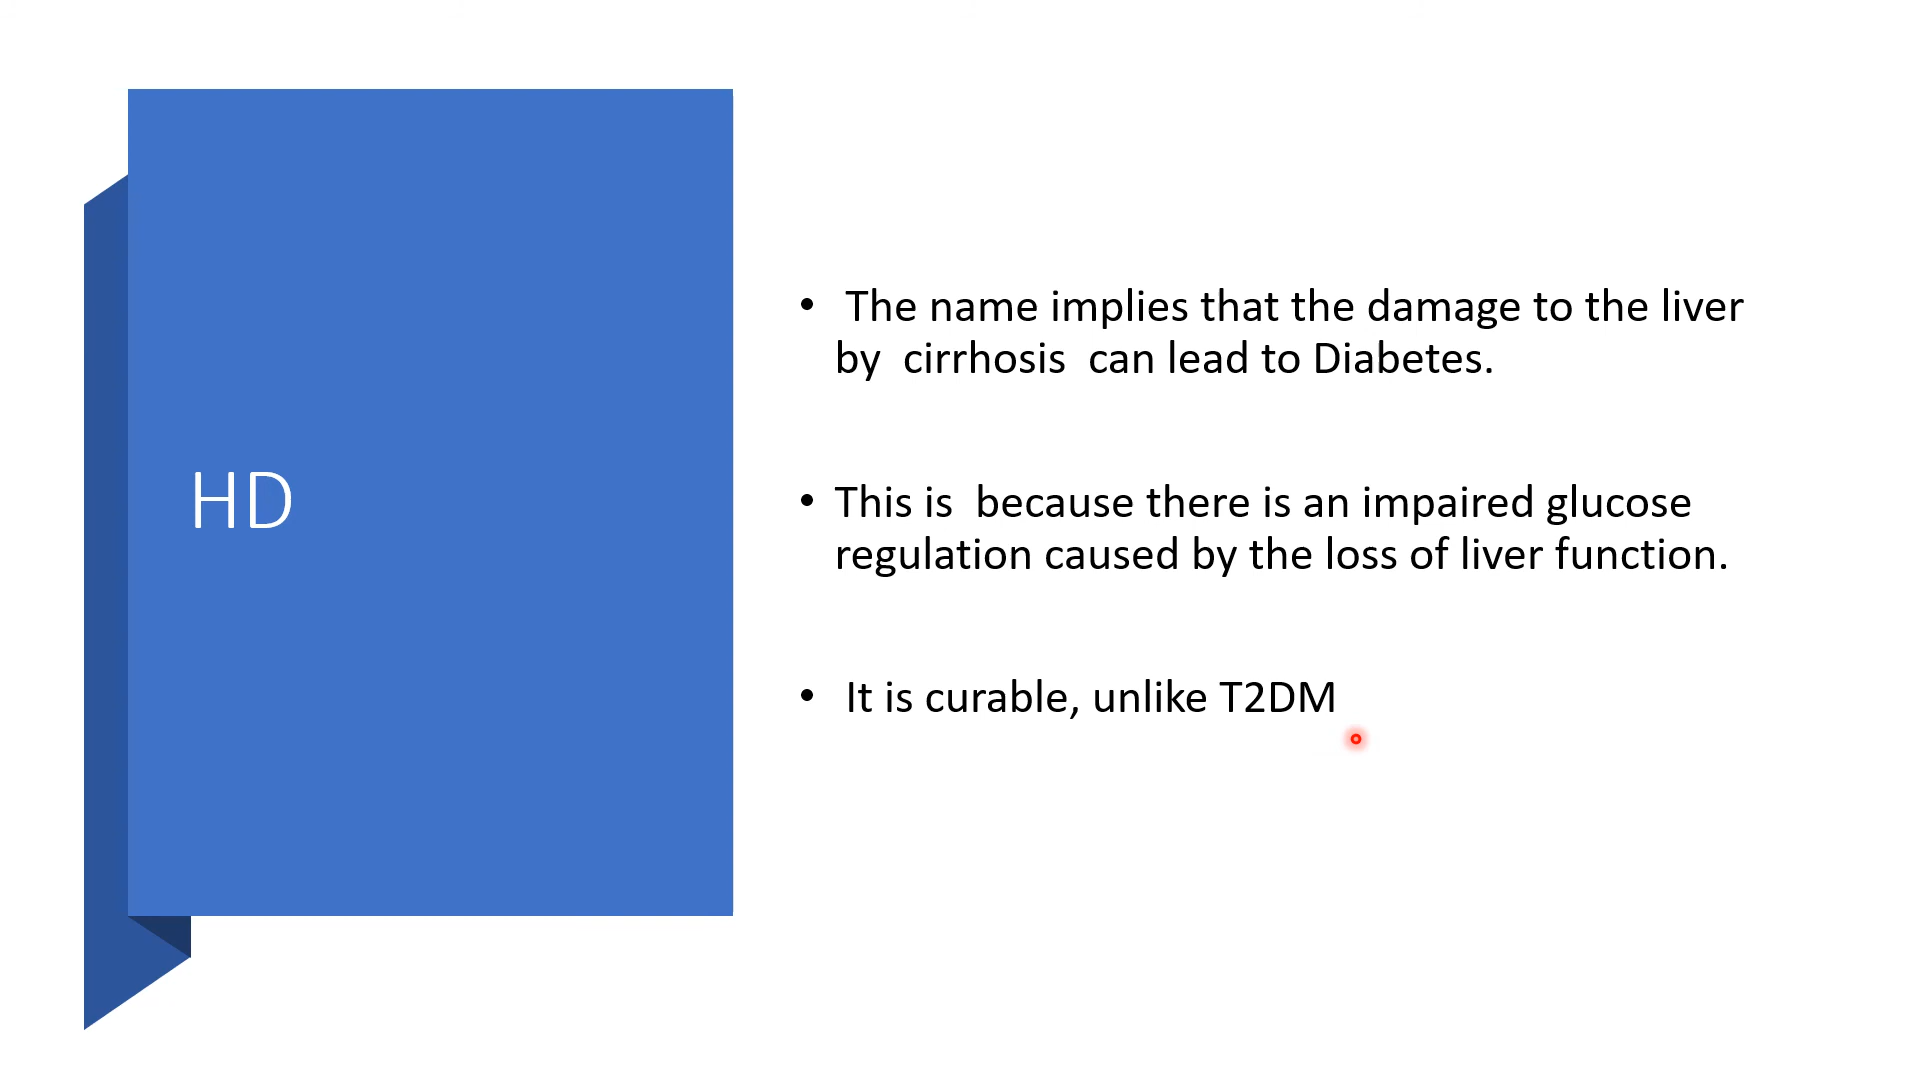 HD
• The name implies that the damage to the liver
by cirrhosis can lead to Diabetes.
• This is because there is an impaired glucose
regulation caused by the loss of liver function.
• It is curable, unlike T2DM